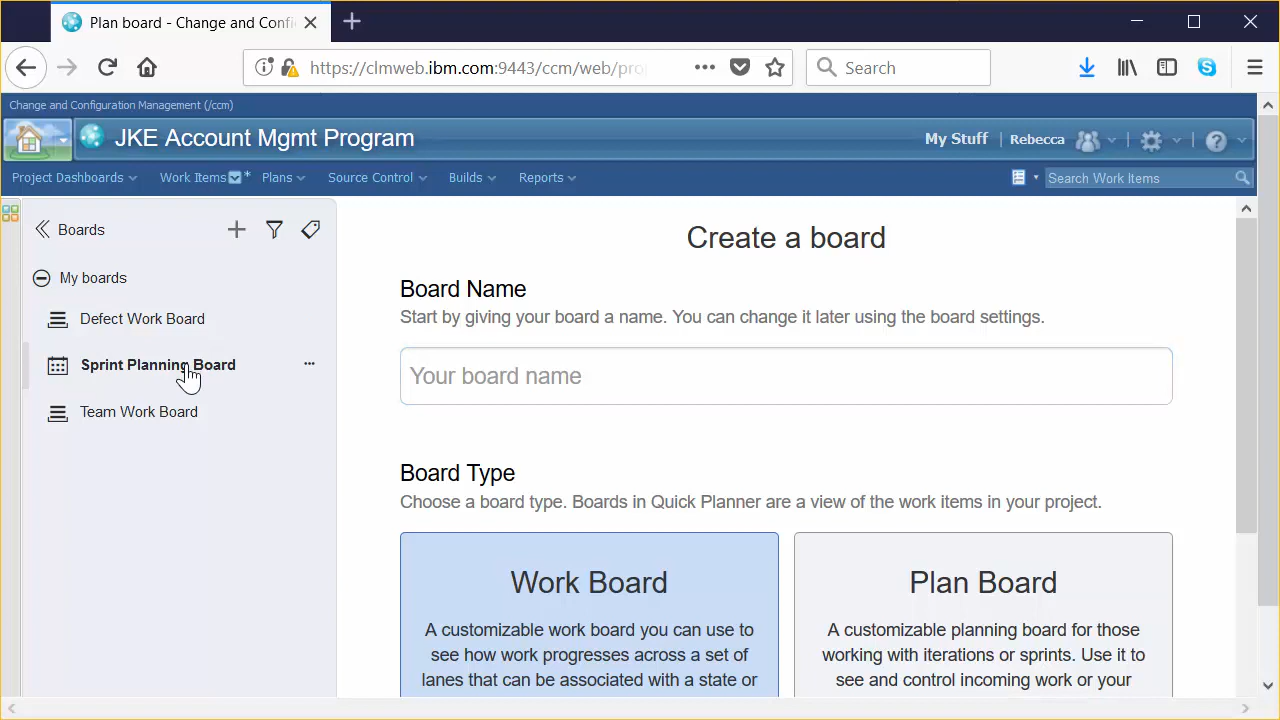 Plan board - Change and Confi
https://clmweb.ibm.com:9443/ccm/web/pro
Search
Change and Configuration Management (/ccm)
JKE Account Mgmt Program
My Stuff | Rebecca
Project Dashboards
Work Items *
Plans
Source Control
Builds
Reports
Search Work Items
Boards
My boards
Defect Work Board
Sprint Planning Board
Team Work Board
Create a board
Board Name
Start by giving your board a name. You can change it later using the board settings.
Your board name
Board Type
Choose a board type. Boards in Quick Planner are a view of the work items in your project.
Work Board
A customizable work board you can use to
see how work progresses across a set of
lanes that can be associated with a state or
Plan Board
A customizable planning board for those
working with iterations or sprints. Use it to
see and control incoming work or your